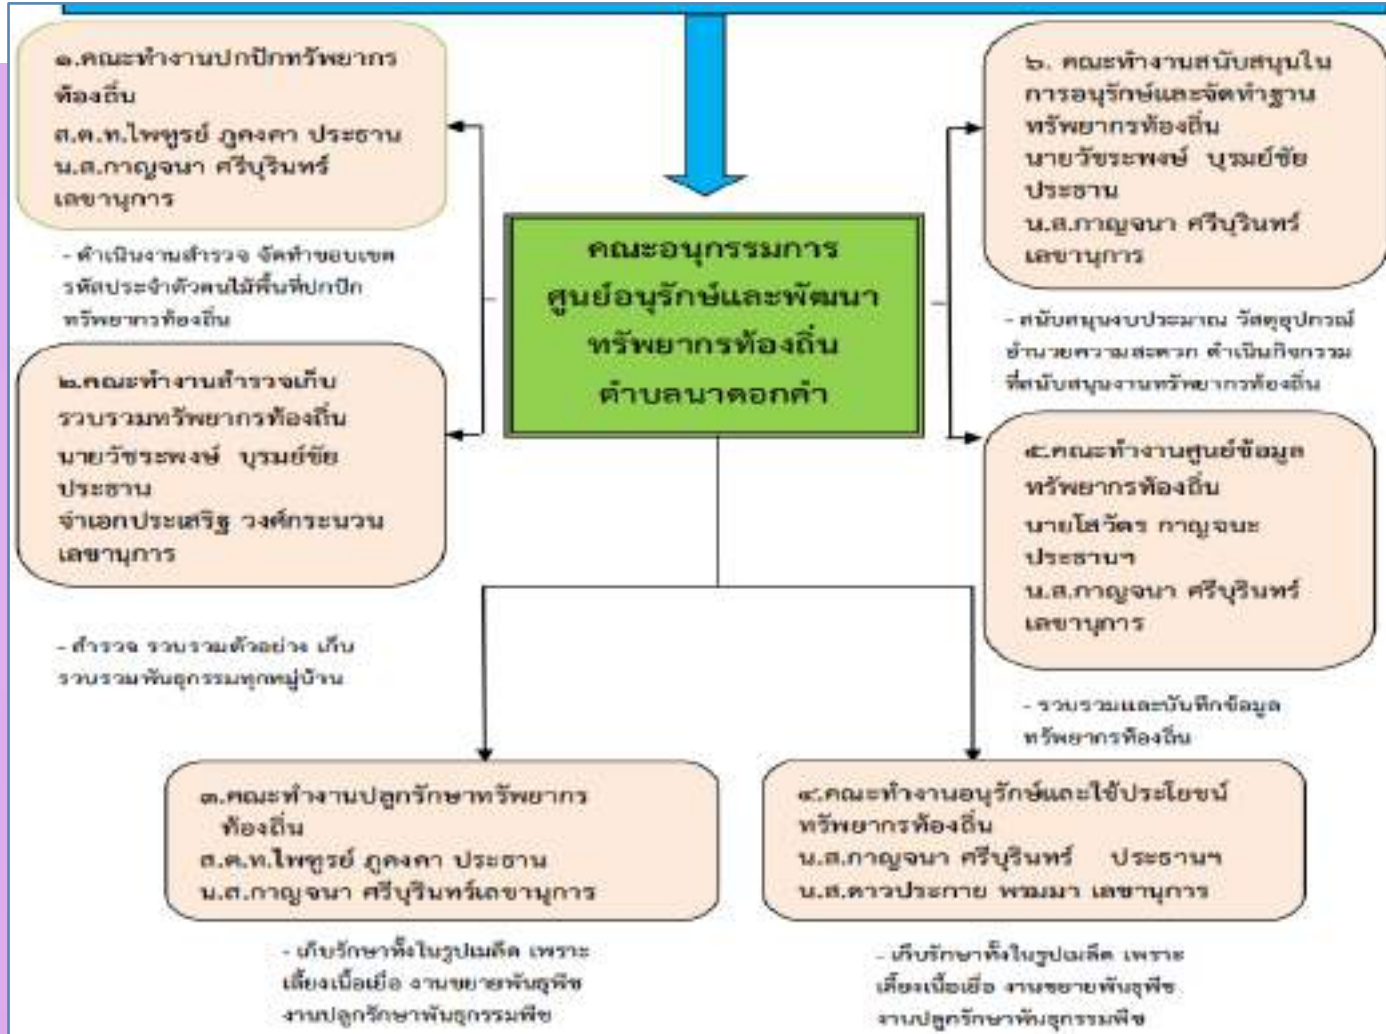 ๑.คณะทำงานปกปักทรัพยากร
ท้องถิ่น
ส.ต.ท.ไพฑูรย์ ภูคงคา ประธาน
น.ส.กาญจนา ศรีบุรินทร์
เลขานุการ
- ดำเนินงานสำรวจ จัดทำขอบเขต
รหัสประจำตัวตนไม้พื้นที่ปกปัก
ทรัพยากรท้องถิ่น
๒.คณะทำงานสำรวจเก็บ
รวบรวมทรัพยากรท้องถิ่น
นายวัชระพงษ์ บุรมย์ชัย
ประธาน
จ่าเอกประเสริฐ วงศ์กระนวน
เลขานุการ
- สำรวจ รวบรวมตัวอย่าง เก็บ
รวบรวมพันธุกรรมทุกหมู่บ้าน
คณะอนุกรรมการ
ศูนย์อนุรักษ์และพัฒนา
ทรัพยากรท้องถิ่น
ตำบลนาดอกคำ
๖. คณะทำงานสนับสนุนใน
การอนุรักษ์และจัดทำฐาน
ทรัพยากรท้องถิ่น
นายวัชระพงษ์ บุรมย์ชัย
ประธาน
น.ส.กาญจนา ศรีบุรินทร์
เลขานุการ
- สนับสนุนงบประมาณ วัสดุอุปกรณ์
อำนวยความสะดวก ดำเนินกิจกรรม
ที่สนับสนุนงานทรัพยากรท้องถิ่น
๕.คณะทำงานศูนย์ข้อมูล
ทรัพยากรท้องถิ่น
นายโสวัตร กาญจนะ
ประธานฯ
น.ส.กาญจนา ศรีบุรินทร์
เลขานุการ
- รวบรวมและบันทึกข้อมูล
ทรัพยากรท้องถิ่น
๓.คณะทำงานปลูกรักษาทรัพยากร
ท้องถิ่น
ส.ต.ท.ไพฑูรย์ ภูคงคา ประธาน
น.ส.กาญจนา ศรีบุรินทร์เลขานุการ
- เก็บรักษาทั้งในรูปเมล็ด เพราะ
เลี้ยงเนื้อเยื่อ งานขยายพันธุพืช
งานปลูกรักษาพันธุกรรมพืช
๔.คณะทำงานอนุรักษ์และใช้ประโยชน์
ทรัพยากรท้องถิ่น
น.ส.กาญจนา ศรีบุรินทร์ ประธานฯ
น.ส.ดาวประกาย พรมมา เลขานุการ
- เก็บรักษาทั้งในรูปเมล็ด เพราะ
เลี้ยงเนื้อเยื่อ งานขยายพันธุพืช
งานปลูกรักษาพันธุกรรมพืช